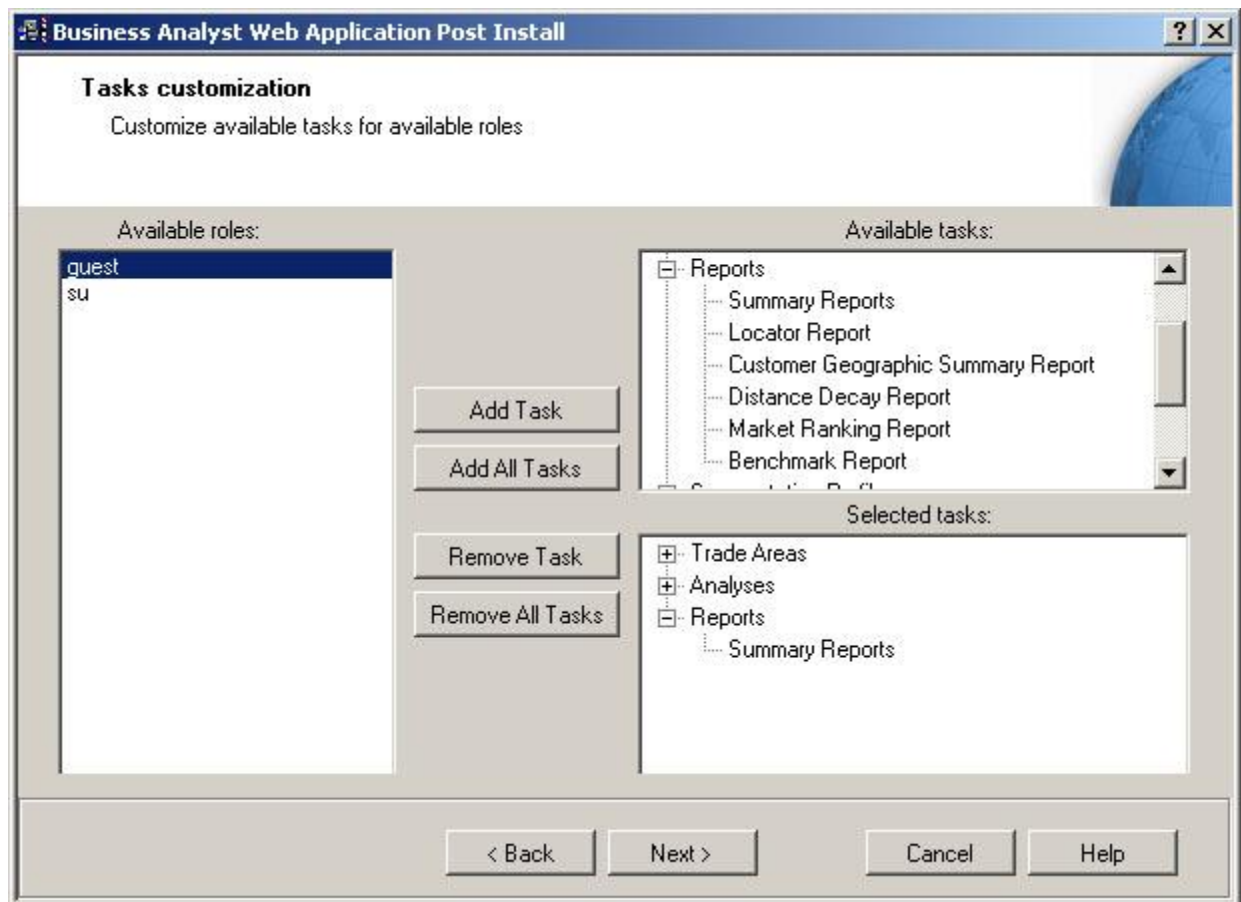 Business Analyst Web Application Post Install
Tasks customization
Customize available tasks for available roles
Available roles:
guest
su
Add Task
Add All Tasks
Remove Task
Remove All Tasks
Available tasks:
Reports
Summary Reports
Locator Report
Customer Geographic Summary Report
Distance Decay Report
Market Ranking Report
Benchmark Report
Selected tasks:
Trade Areas
Analyses
Reports
Summary Reports
< Back
Next >
Cancel
Help